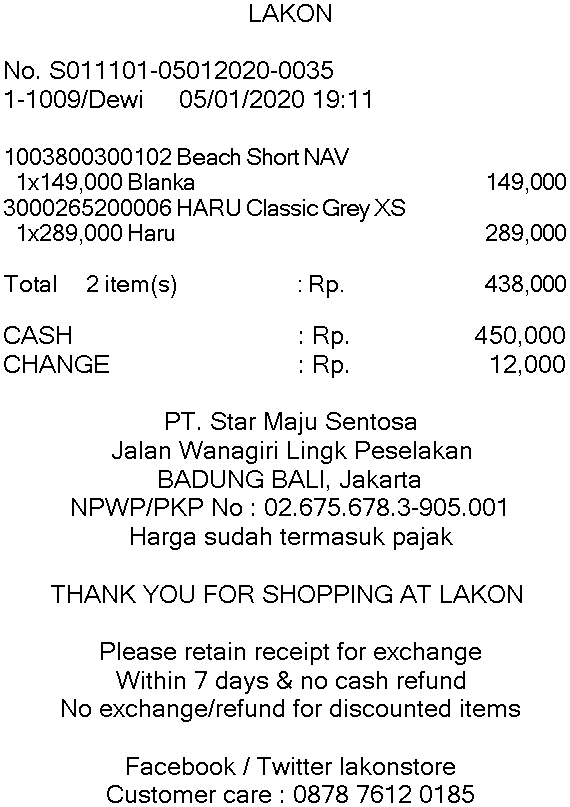 LAKON
No. S011101-05012020-0035
1-1009/Dewi 05/01/2020 19:11
1003800300102 Beach Short NAV
1x149,000 Blanka 149,000
3000265200006 HARU Classic Grey XS
1x289,000 Haru 289,000
Total 2 item(s) : Rp. 438,000
CASH : Rp. 450,000
CHANGE : Rp. 12,000
PT. Star Maju Sentosa
Jalan Wanagiri Lingk Peselakan
BADUNG BALI, Jakarta
NPWP/PKP No : 02.675.678.3-905.001
Harga sudah termasuk pajak
THANK YOU FOR SHOPPING AT LAKON
Please retain receipt for exchange
Within 7 days & no cash refund
No exchange/refund for discounted items
Facebook / Twitter lakonstore
Customer care : 0878 7612 0185